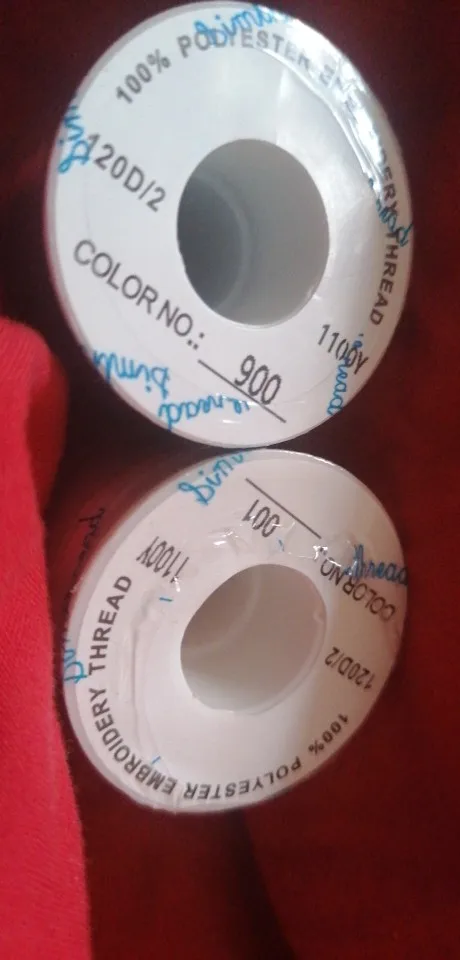 100% POLYESTER EMBROIDERY THREAD
120D/2
COLOR NO.: 900
1100Y
100% POLYESTER EMBROIDERY THREAD
120D/2
COLOR NO.: 001
1100Y
thread